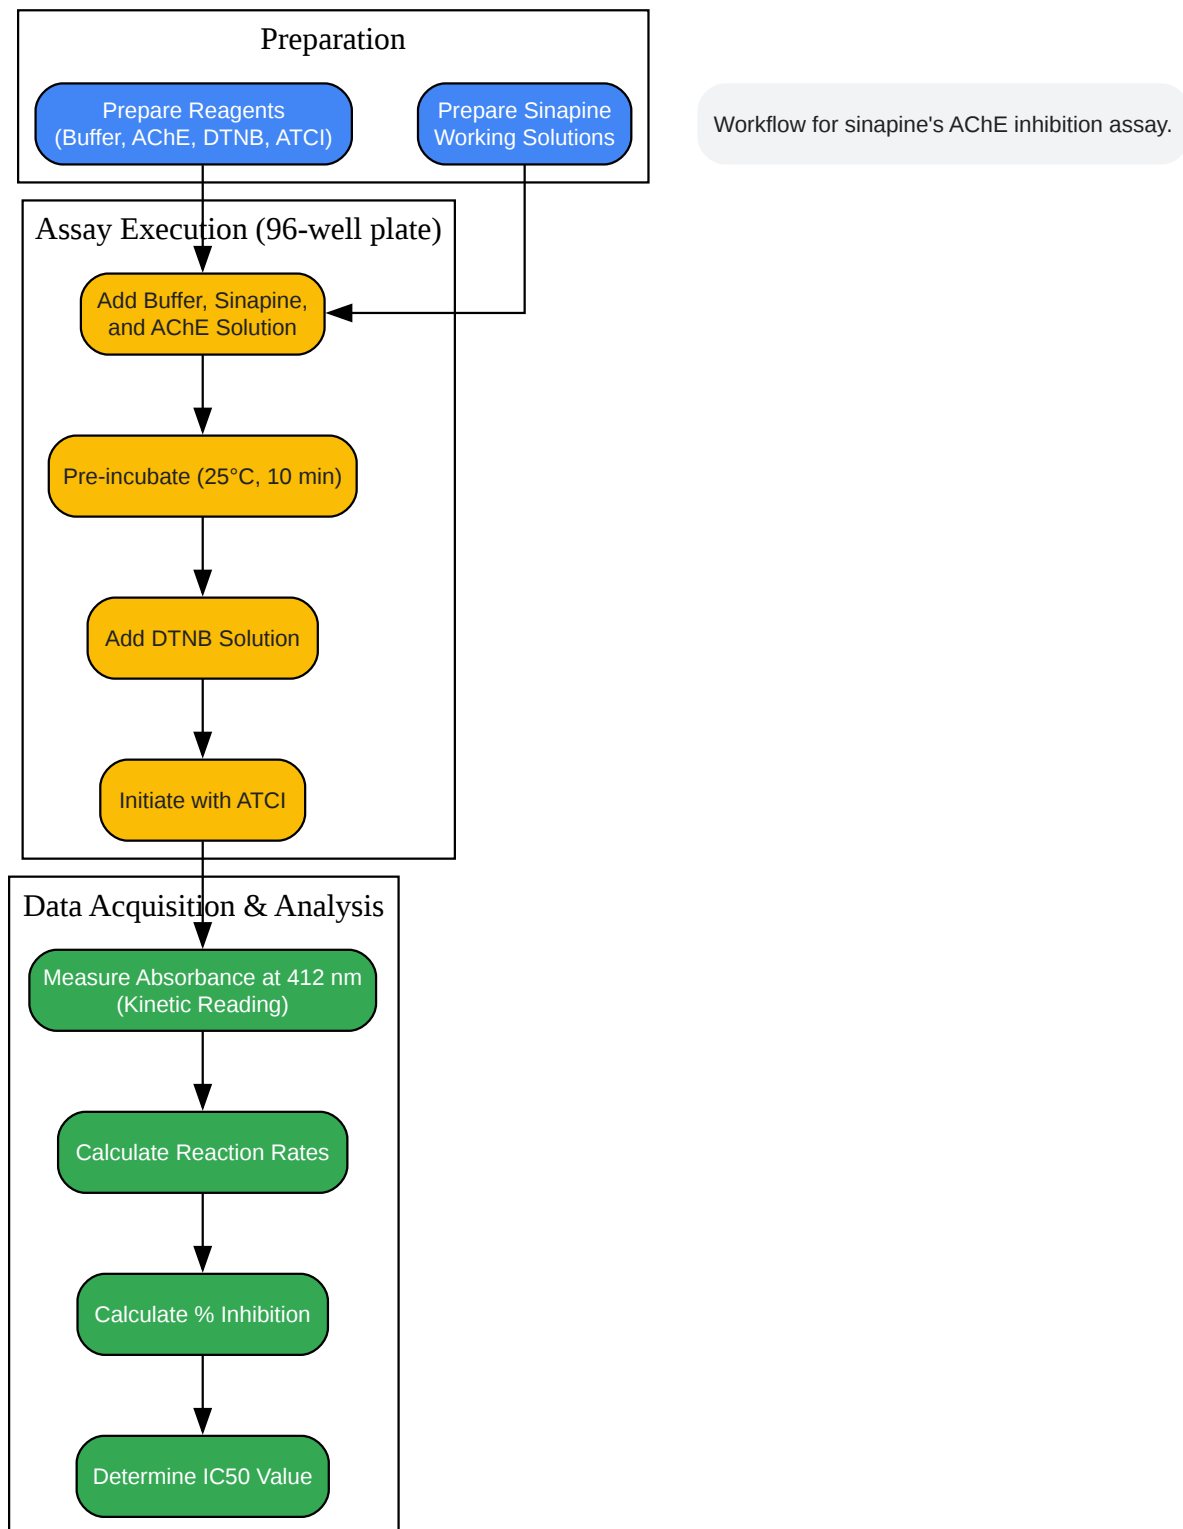 Preparation
Prepare Reagents
(Buffer, AChE, DTNB, ATCI)
Prepare Sinapine
Working Solutions
Workflow for sinapine's AChE inhibition assay.
Assay Execution (96-well plate)
Add Buffer, Sinapine,
and AChE Solution
Pre-incubate (25°C, 10 min)
Add DTNB Solution
Initiate with ATCI
Data Acquisition & Analysis
Measure Absorbance at 412 nm
(Kinetic Reading)
Calculate Reaction Rates
Calculate % Inhibition
Determine IC50 Value